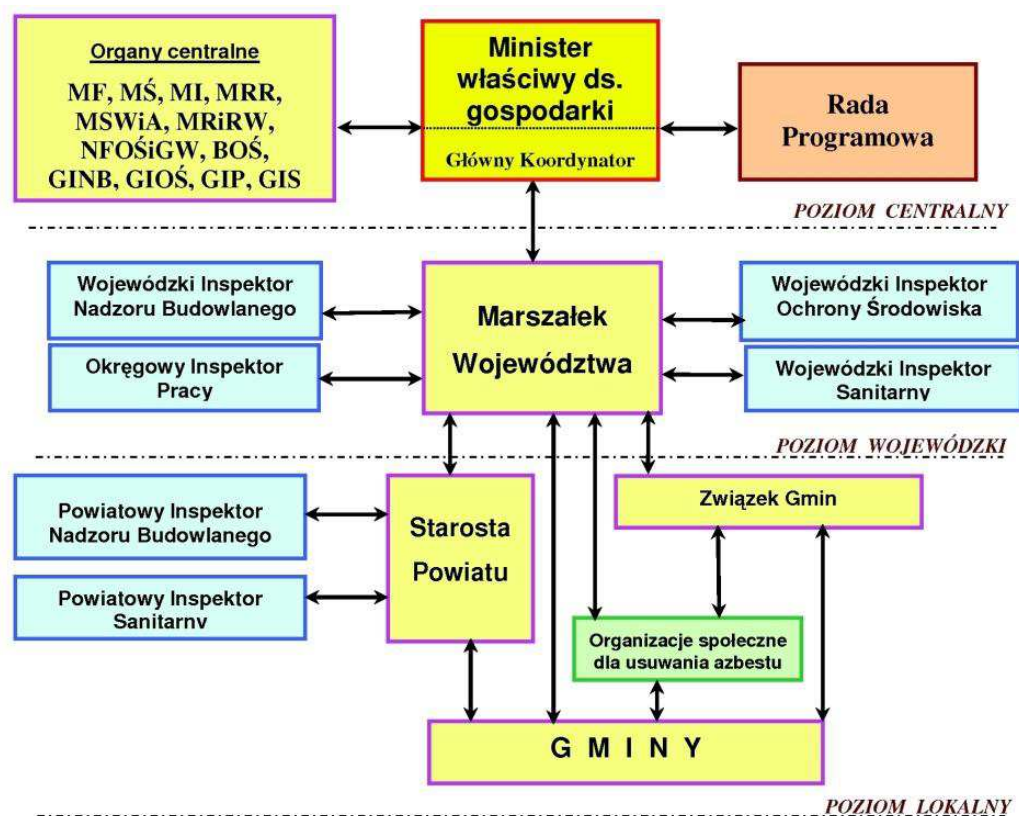 Organy centralne
MF, MŚ, MI, MRR,
MSWiA, MRiRW,
NFOŚiGW, BOŚ,
GINB, GIOŚ, GIP, GIS
Minister
właściwy ds.
gospodarki
Główny Koordynator
Rada
Programowa
POZIOM CENTRALNY
Wojewódzki Inspektor
Nadzoru Budowlanego
Okręgowy Inspektor
Pracy
Marszałek
Województwa
Wojewódzki Inspektor
Ochrony Środowiska
Wojewódzki Inspektor
Sanitarny
POZIOM WOJEWÓDZKI
Powiatowy Inspektor
Nadzoru Budowlanego
Powiatowy Inspektor
Sanitarny
Starosta
Powiatu
Związek Gmin
Organizacje społeczne
dla usuwania azbestu
G M I N Y
POZIOM LOKALNY